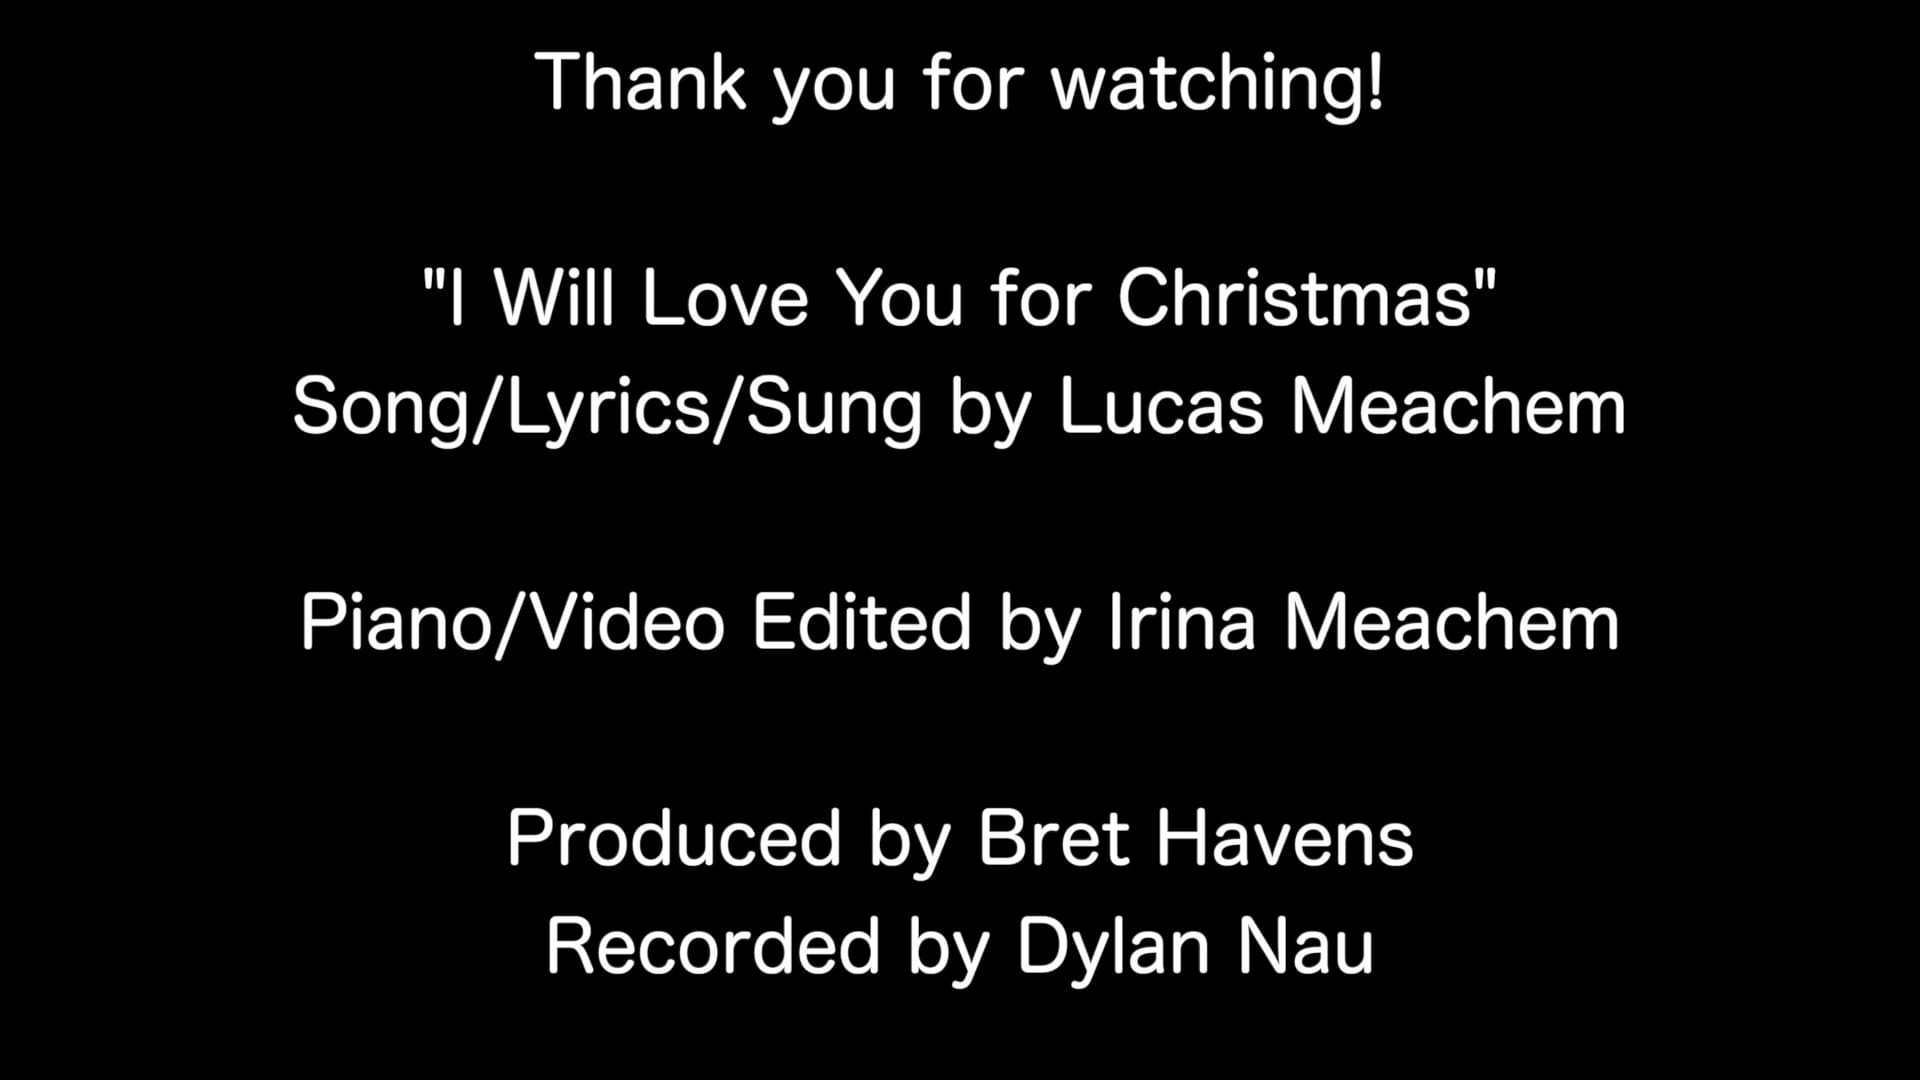 Thank you for watching!
"I Will Love You for Christmas"
Song/Lyrics/Sung by Lucas Meachem
Piano/Video Edited by Irina Meachem
Produced by Bret Havens
Recorded by Dylan Nau